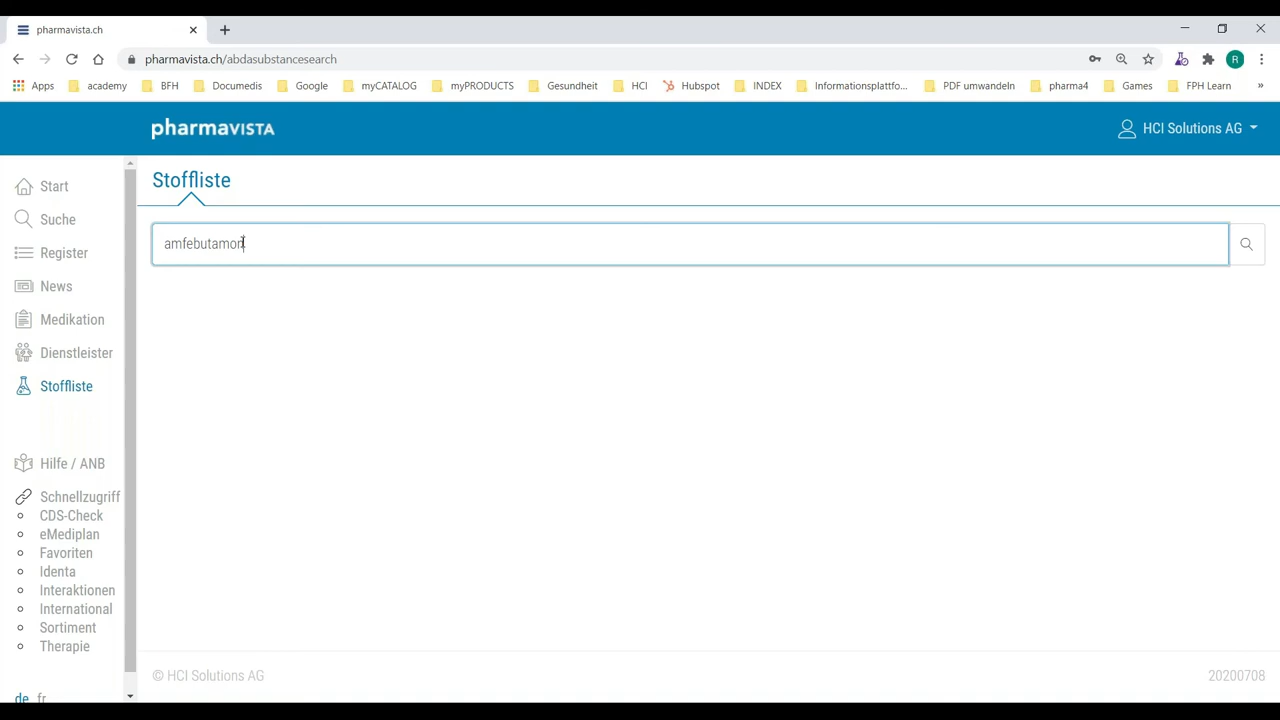 pharmavista.ch
pharmavista.ch/abdasubstancesearch
R
Apps academy BFH Documedis Google myCATALOG myPRODUCTS Gesundheit HCI Hubspot INDEX Informationsplattfo... PDF umwandeln pharma4 Games FPH Learn »
pharmaVISTA
HCI Solutions AG
Start
Suche
Register
News
Medikation
Dienstleister
Stoffliste
Hilfe / ANB
Schnellzugriff
CDS-Check
eMediplan
Favoriten
Identa
Interaktionen
International
Sortiment
Therapie
de fr
Stoffliste
amfebutamon
© HCI Solutions AG
20200708